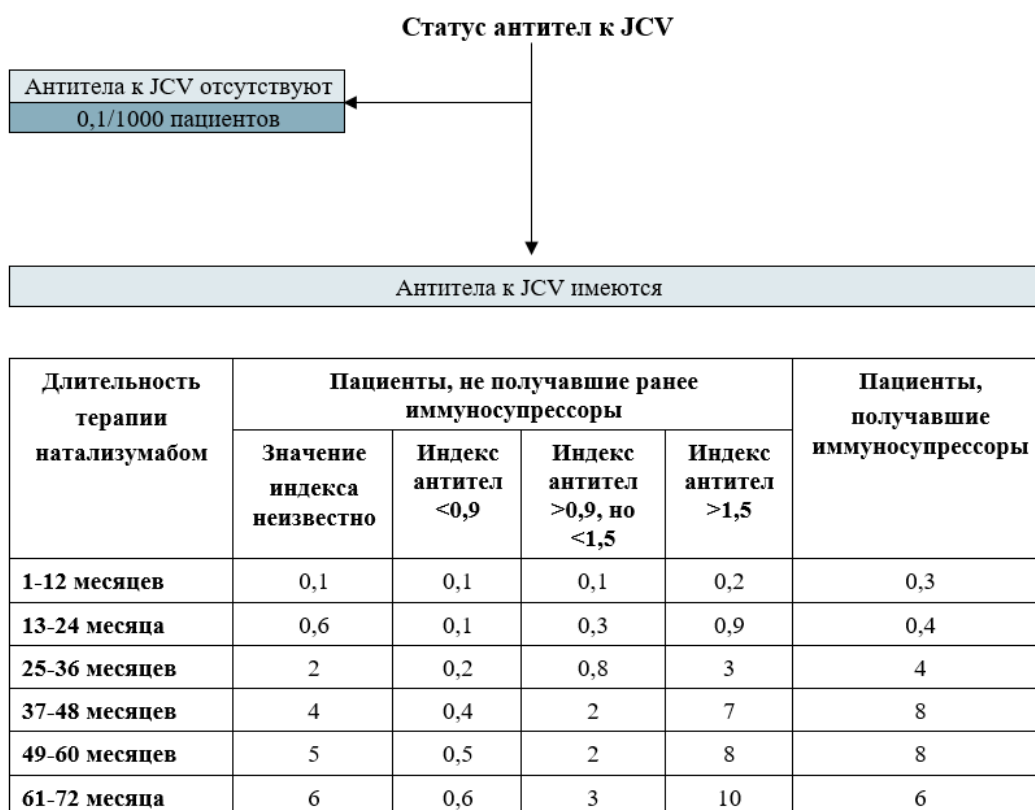 Статус антител к JCV
Антитела к JCV отсутствуют
0,1/1000 пациентов
Антитела к JCV имеются
Длительность
терапии
натализумабом
Пациенты, не получавшие ранее
иммуносупрессоры
Пациенты,
получавшие
иммуносупрессоры
Значение
индекса
неизвестно
Индекс
антител
<0,9
Индекс
антител
>0,9, но
<1,5
Индекс
антител
>1,5
1-12 месяцев 0,1 0,1 0,1 0,2 0,3
13-24 месяца 0,6 0,1 0,3 0,9 0,4
25-36 месяцев 2 0,2 0,8 3 4
37-48 месяцев 4 0,4 2 7 8
49-60 месяцев 5 0,5 2 8 8
61-72 месяца 6 0,6 3 10 6